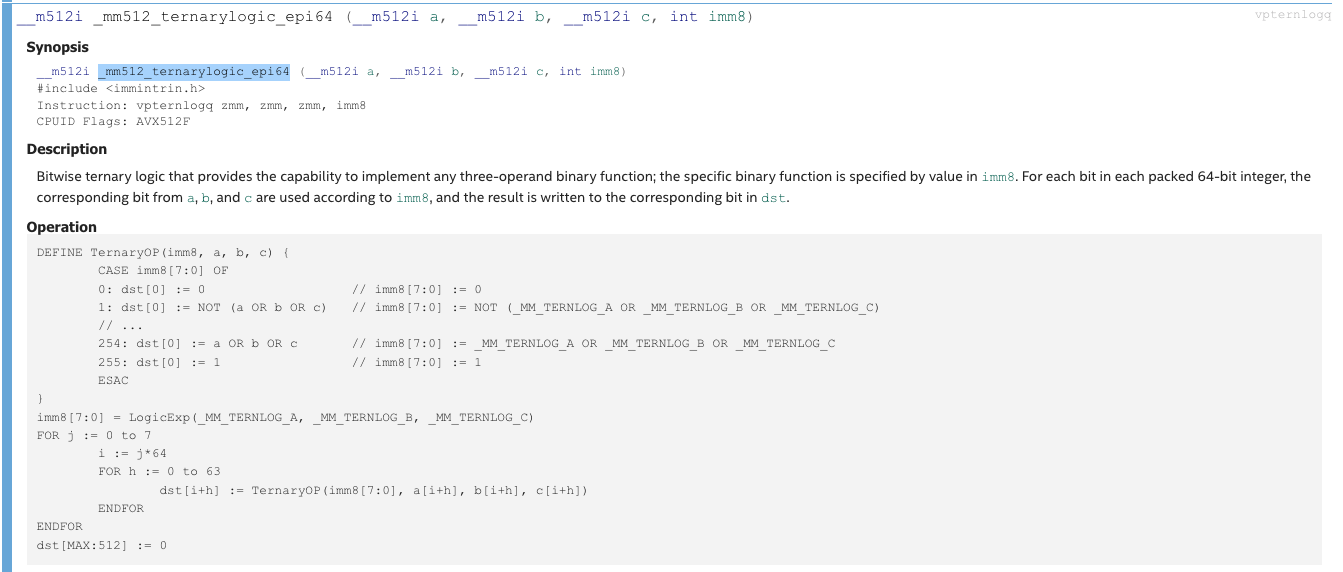 __m512i _mm512_ternarylogic_epi64 (__m512i a, __m512i b, __m512i c, int imm8)
vpternlogq
Synopsis
__m512i _mm512_ternarylogic_epi64 (__m512i a, __m512i b, __m512i c, int imm8)
#include <immintrin.h>
Instruction: vpternlogq zmm, zmm, zmm, imm8
CPUID Flags: AVX512F
Description
Bitwise ternary logic that provides the capability to implement any three-operand binary function; the specific binary function is specified by value in imm8. For each bit in each packed 64-bit integer, the
corresponding bit from a, b, and c are used according to imm8, and the result is written to the corresponding bit in dst.
Operation
DEFINE TernaryOP(imm8, a, b, c) {
	CASE imm8[7:0] OF
	0: dst[0] := 0                   // imm8[7:0] := 0
	1: dst[0] := NOT (a OR b OR c)   // imm8[7:0] := NOT (_MM_TERNLOG_A OR _MM_TERNLOG_B OR _MM_TERNLOG_C)
	// ...
	254: dst[0] := a OR b OR c       // imm8[7:0] := _MM_TERNLOG_A OR _MM_TERNLOG_B OR _MM_TERNLOG_C
	255: dst[0] := 1                 // imm8[7:0] := 1
	ESAC
}
imm8[7:0] = LogicExp(_MM_TERNLOG_A, _MM_TERNLOG_B, _MM_TERNLOG_C)
FOR j := 0 to 7
	i := j*64
	FOR h := 0 to 63
		dst[i+h] := TernaryOP(imm8[7:0], a[i+h], b[i+h], c[i+h])
	ENDFOR
ENDFOR
dst[MAX:512] := 0